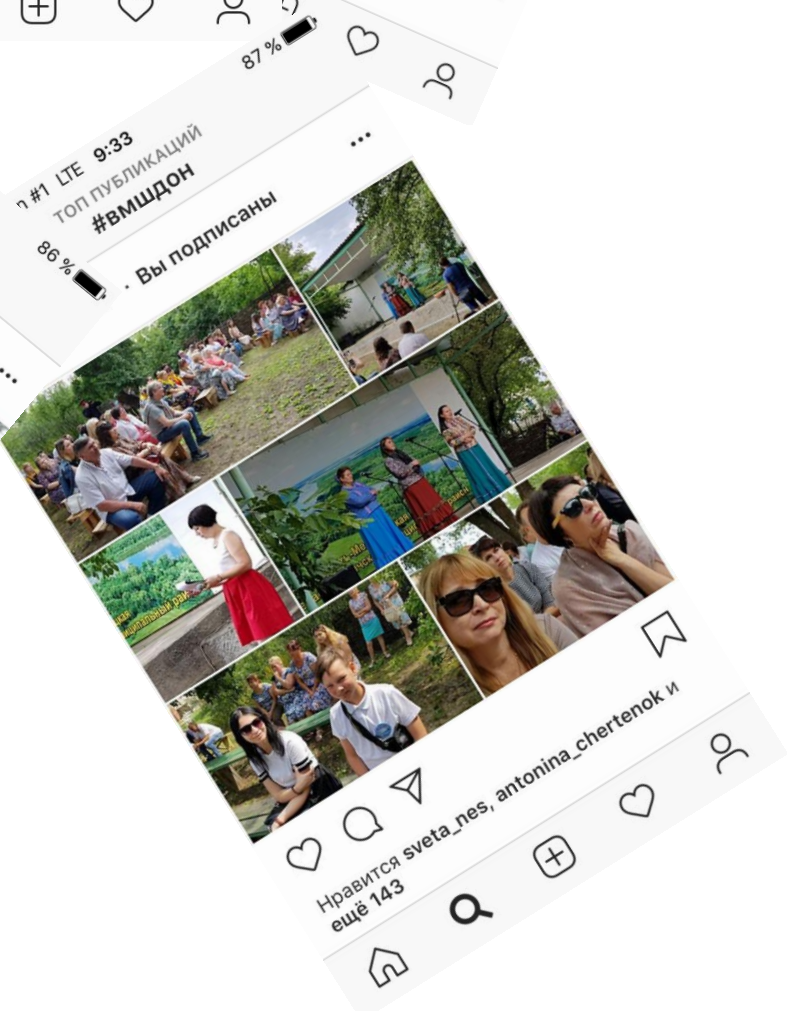 87 %
n #1 LTE 9:33
ТОП ПУБЛИКАЦИЙ
#ВМШДОН
86 %
· Вы подписаны
Нравится sveta_nes, antonina_chertenok и
ещё 143